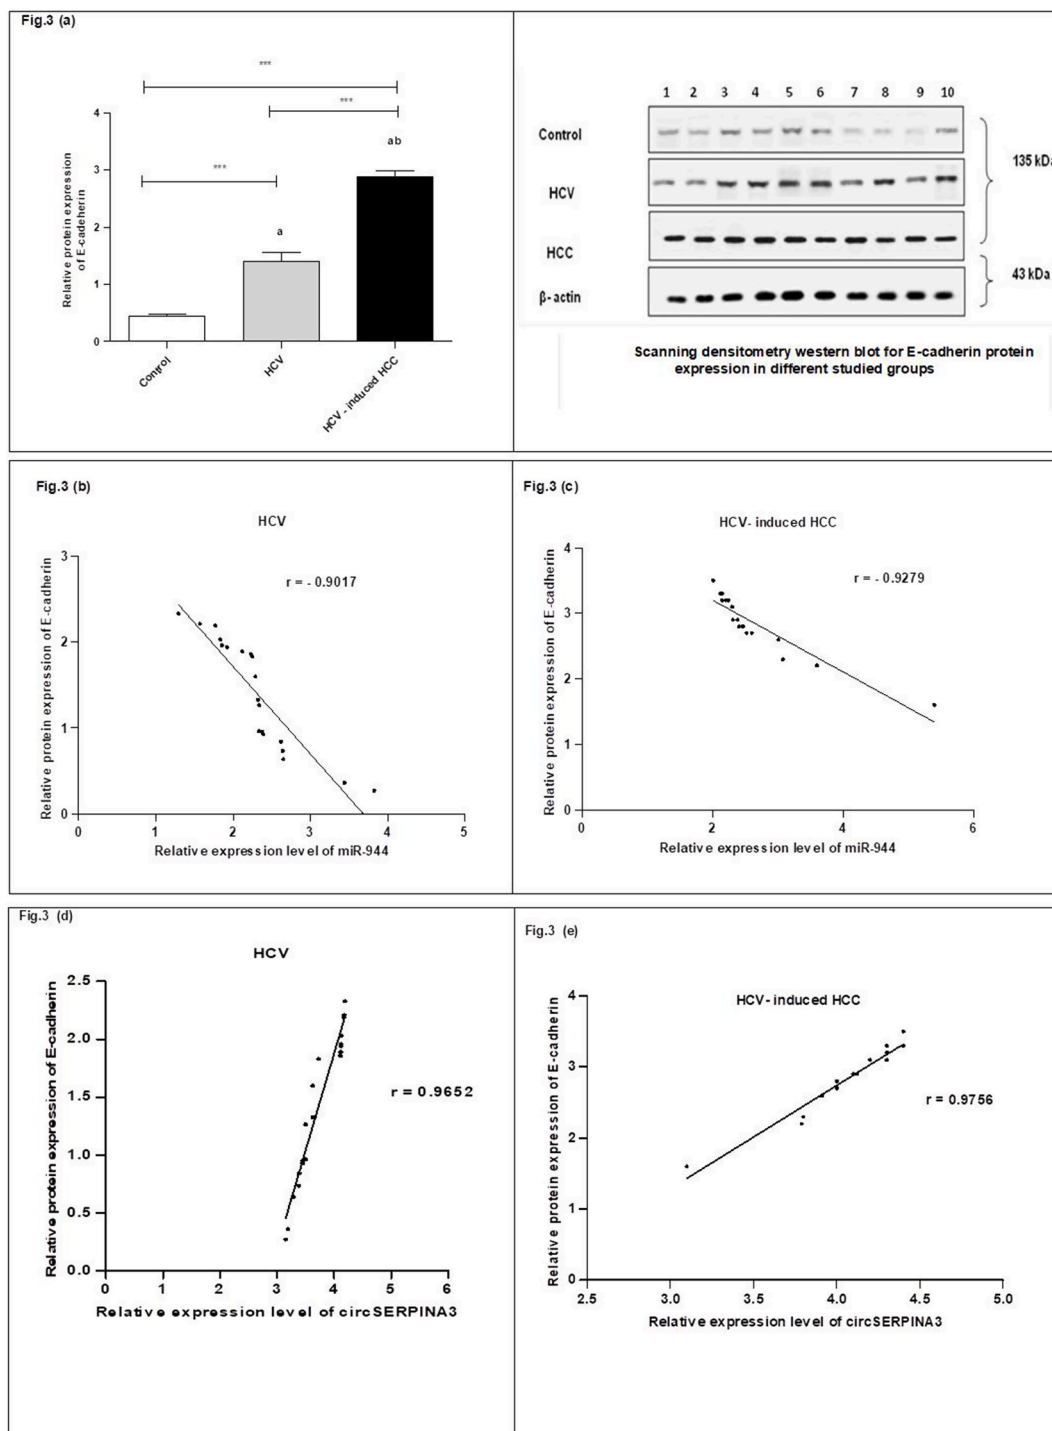 Fig.3 (a)
***
***
***
ab
a
Relative protein expression
of E-cadeherin
4
3
2
1
0
Control
HCV
HCV- induced HCC
1 2 3 4 5 6 7 8 9 10
Control
HCV
HCC
β- actin
135 kDa
43 kDa
Scanning densitometry western blot for E-cadherin protein
expression in different studied groups
Fig.3 (b)
HCV
r = - 0.9017
Relative protein expression of E-cadherin
3
2
1
0
0 1 2 3 4 5
Relative expression level of miR-944
Fig.3 (c)
HCV- induced HCC
r = - 0.9279
Relative protein expression of E-cadherin
4
3
2
1
0
0 2 4 6
Relative expression level of miR-944
Fig.3 (d)
HCV
r = 0.9652
Relative protein expression of E-cadherin
2.5
2.0
1.5
1.0
0.5
0.0
0 1 2 3 4 5 6
Relative expression level of circSERPINA3
Fig.3 (e)
HCV- induced HCC
r = 0.9756
Relative protein expression of E-cadherin
4
3
2
1
0
2.5 3.0 3.5 4.0 4.5 5.0
Relative expression level of circSERPINA3